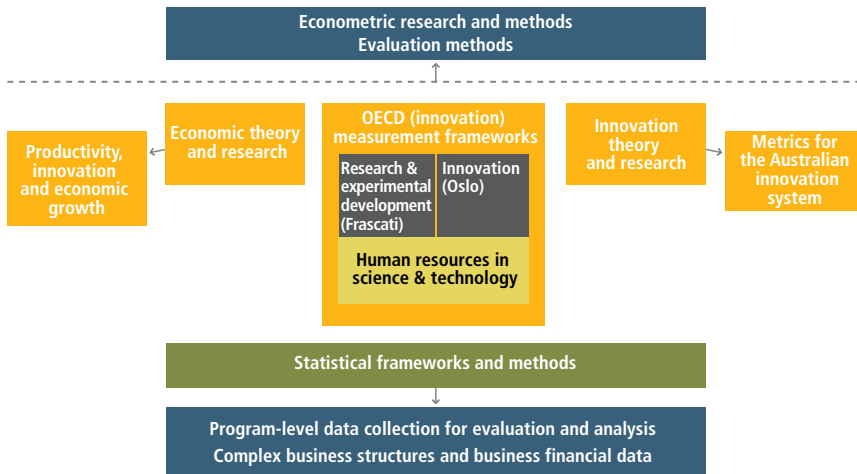 Econometric research and methods
Evaluation methods
Productivity,
innovation
and economic
growth
Economic theory
and research
OECD (innovation)
measurement frameworks
Research &
experimental
development
(Frascati)
Innovation
(Oslo)
Human resources in
science & technology
Innovation
theory
and research
Metrics for
the Australian
innovation
system
Statistical frameworks and methods
Program-level data collection for evaluation and analysis
Complex business structures and business financial data